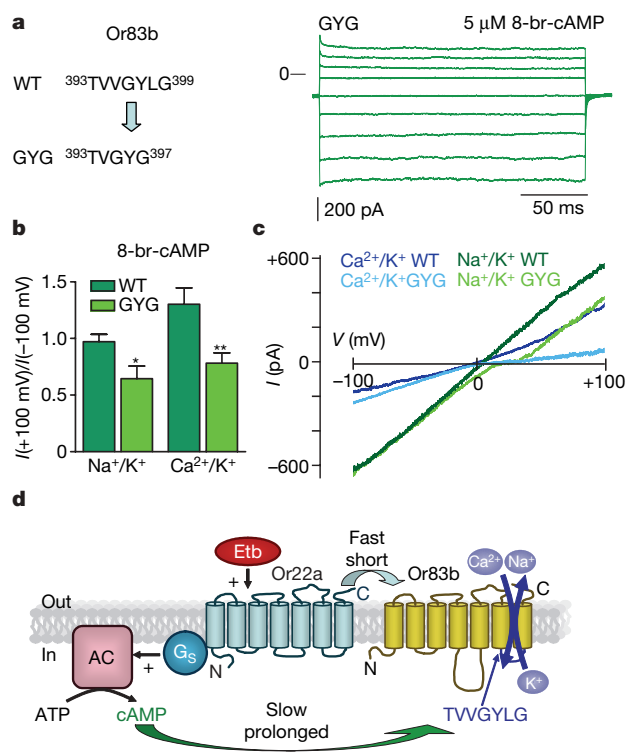 a
Or83b
WT ³⁹³TVVGYLG³⁹⁹
GYG ³⁹³TVGYG³⁹⁷
GYG 5 μM 8-br-cAMP
0
200 pA
50 ms
b
8-br-cAMP
I(+100 mV)/(−100 mV)
1.5
1.0
0.5
0
WT
GYG
*
**
Na⁺/K⁺ Ca²⁺/K⁺
c
Ca²⁺/K⁺ WT Na⁺/K⁺ WT
Ca²⁺/K⁺GYG Na⁺/K⁺ GYG
+600
V (mV)
I (pA)
0
−100 0 +100
−600
d
Etb
+
Or22a
C
Fast
short
Or83b
Ca²⁺ Na⁺
C
Out
In
AC
+
Gs
N
N
K⁺
ATP cAMP
Slow
prolonged
TVVGYLG